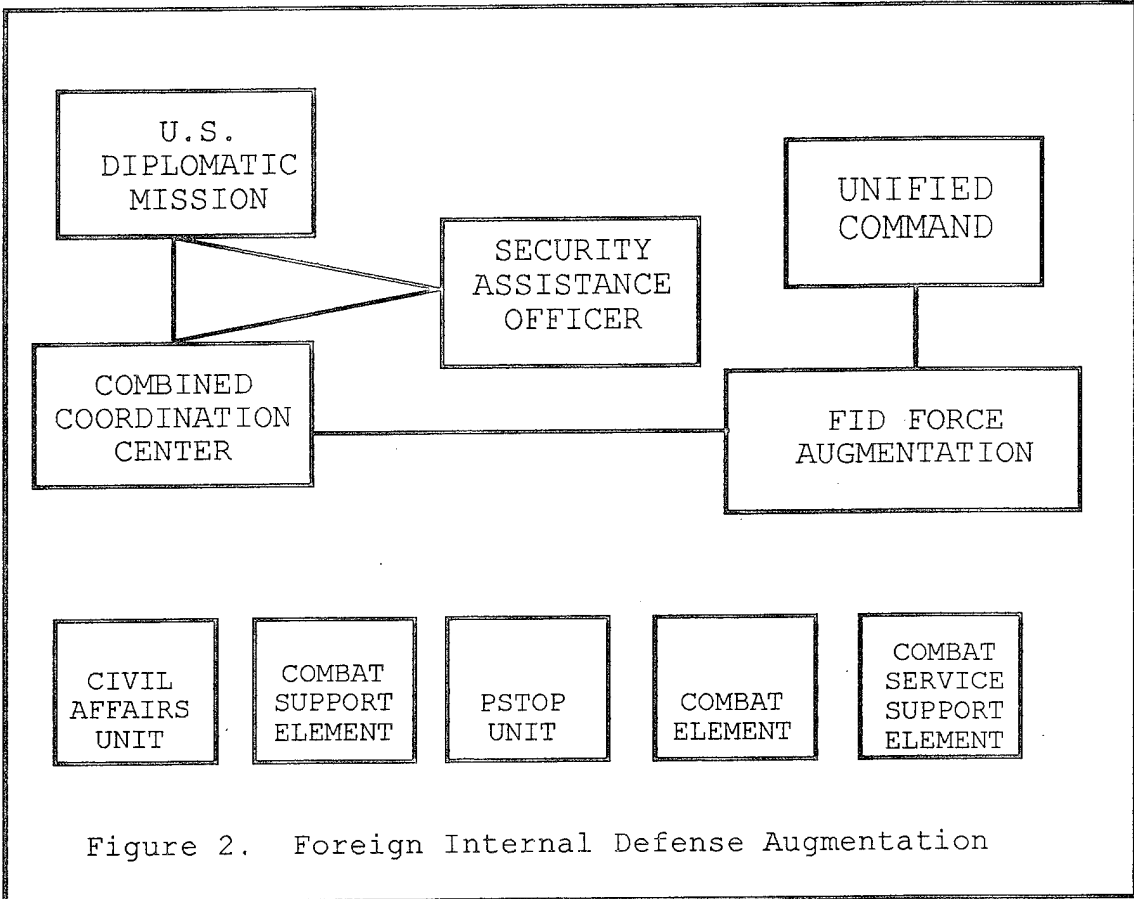 U.S.
DIPLOMATIC
MISSION
UNIFIED
COMMAND
SECURITY
ASSISTANCE
OFFICER
COMBINED
COORDINATION
CENTER
FID FORCE
AUGMENTATION
CIVIL
AFFAIRS
UNIT
COMBAT
SUPPORT
ELEMENT
PSTOP
UNIT
COMBAT
ELEMENT
COMBAT
SERVICE
SUPPORT
ELEMENT
Figure 2. Foreign Internal Defense Augmentation